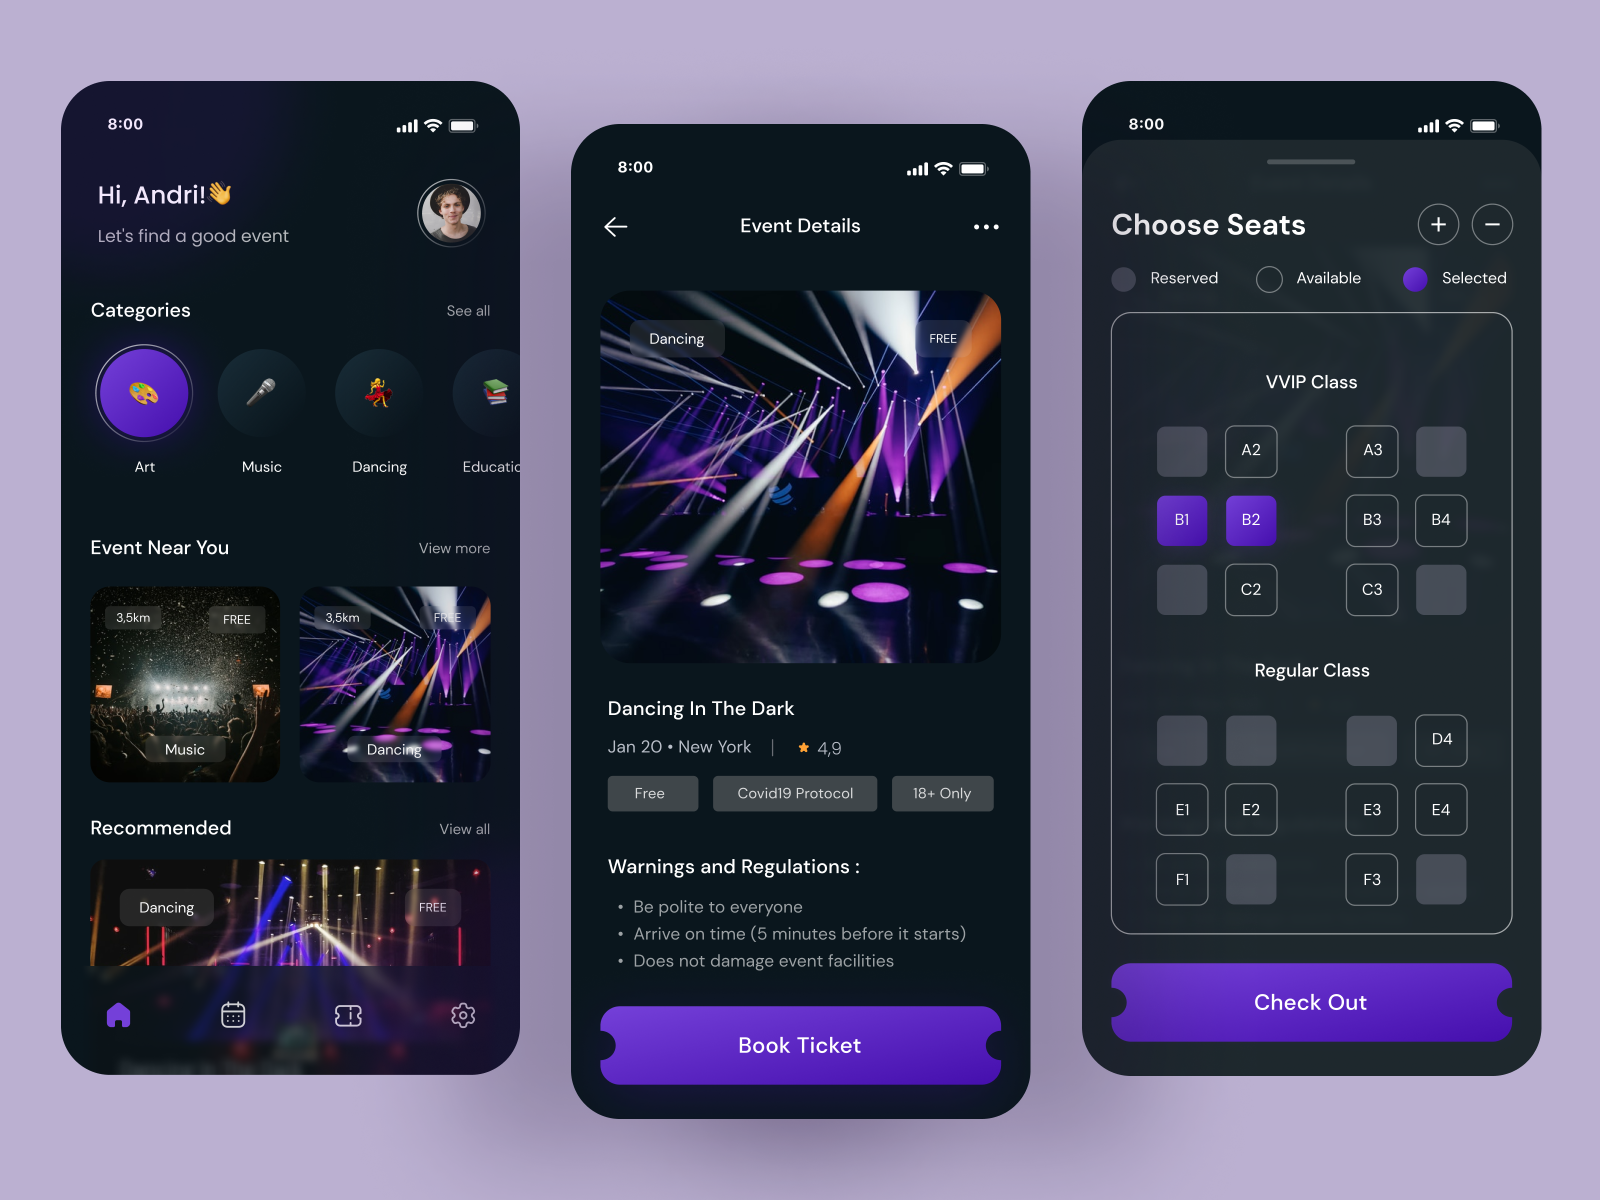 8:00
Hi, Andri!👋
Let's find a good event
Categories
See all
Art
Music
Dancing
Educatio
Event Near You
View more
3,5km
FREE
Music
3,5km
FREE
Dancing
Recommended
View all
Dancing
FREE
8:00
Event Details
Dancing
FREE
Dancing In The Dark
Jan 20 • New York | 4,9
Free
Covid19 Protocol
18+ Only
Warnings and Regulations :
• Be polite to everyone
• Arrive on time (5 minutes before it starts)
• Does not damage event facilities
Book Ticket
8:00
Choose Seats
Reserved
Available
Selected
VVIP Class
A2 A3
B1 B2 B3 B4
C2 C3
Regular Class
D4
E1 E2 E3 E4
F1 F3
Check Out